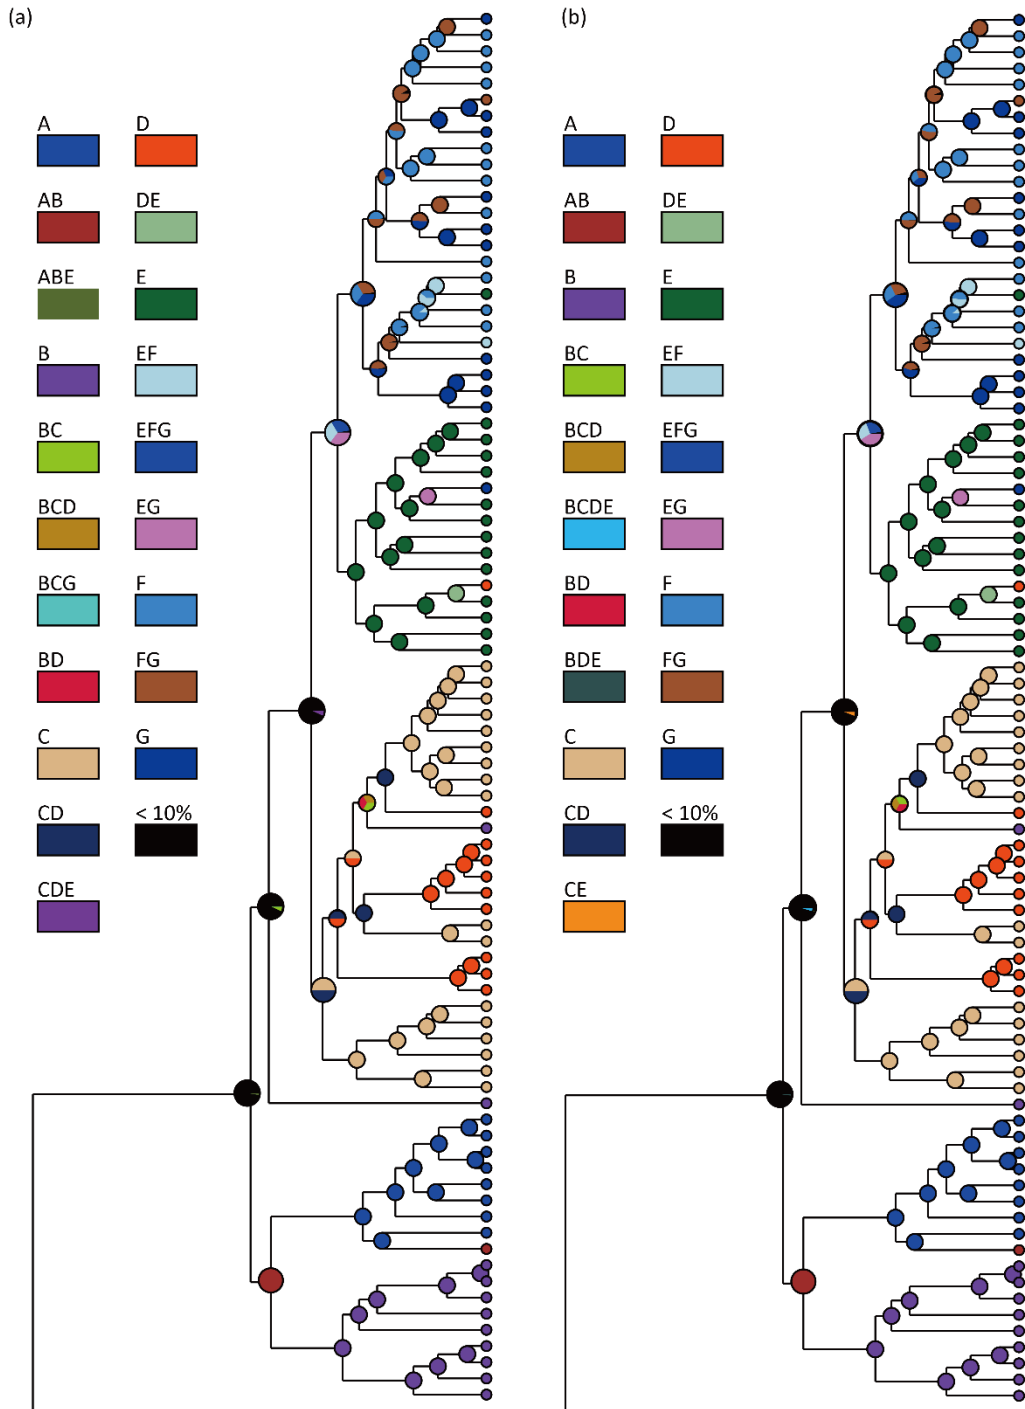 (a)
A D
AB DE
ABE E
B EF
BC EFG
BCD EG
BCG F
BD FG
C G
CD < 10%
CDE
(b)
A D
AB DE
B E
BC EF
BCD EFG
BCDE EG
BD F
BDE FG
C G
CD < 10%
CE